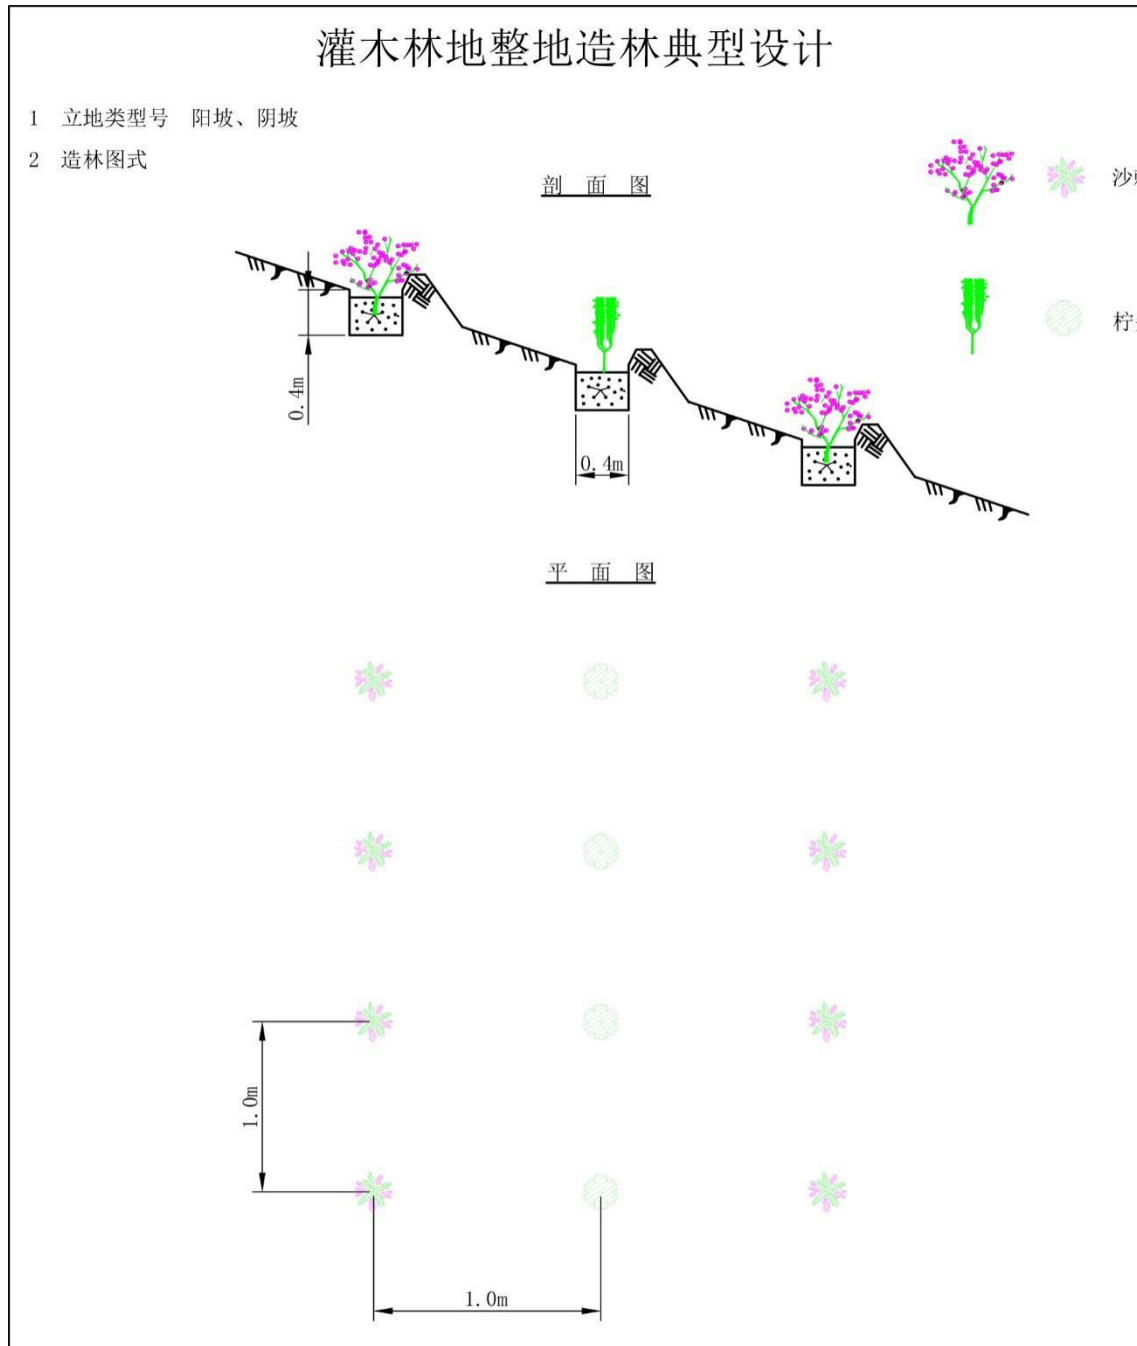 灌木林地整地造林典型设计
1 立地类型号 阳坡、阴坡
2 造林图式
剖 面 图
沙
柠
0.4m
0.4m
平 面 图
1.0m
1.0m